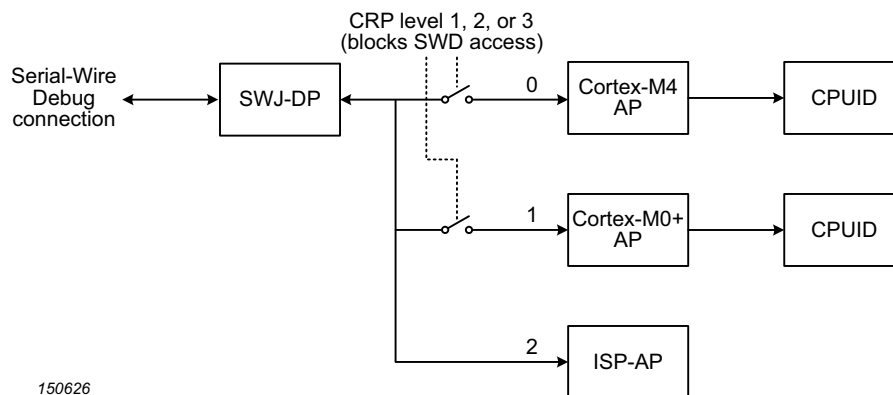 CRP level 1, 2, or 3
(blocks SWD access)
Serial-Wire
Debug
connection
SWJ-DP
0
Cortex-M4
AP
CPUID
1
Cortex-M0+
AP
CPUID
2
ISP-AP
150626